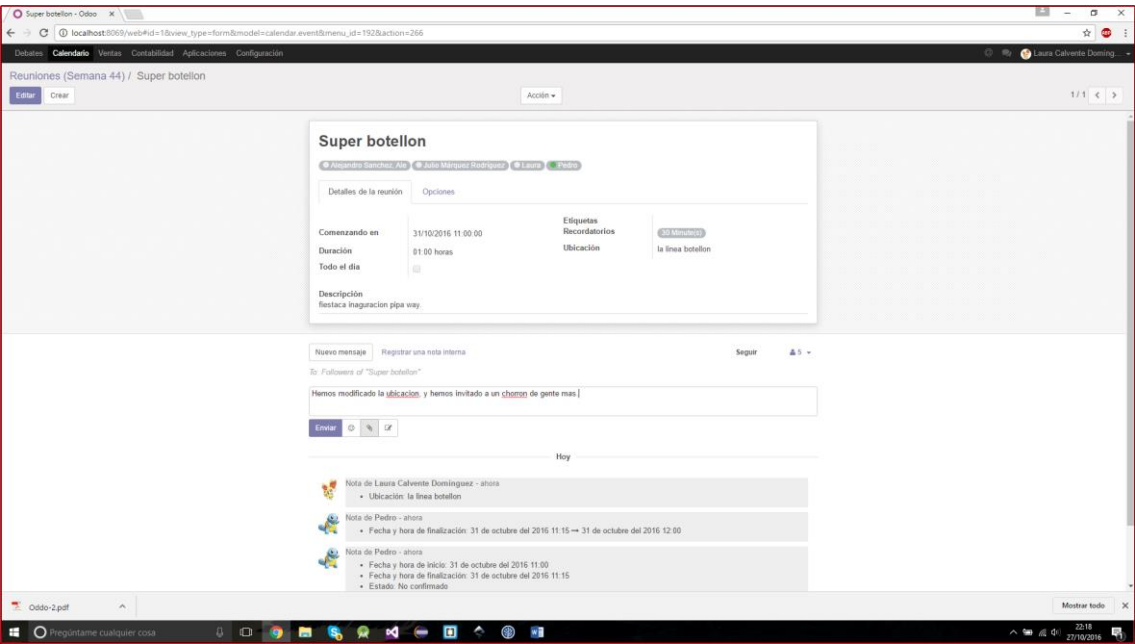 Super botellon - Odoo
localhost:8069/web#id=1&view_type=form&model=calendar.event&menu_id=192&action=266
Debates Calendario Ventas Contabilidad Aplicaciones Configuración Laura Calvente Doming...
Reuniones (Semana 44) / Super botellon
Editar Crear Acción 1 / 1
Super botellon
Alejandro Sanchez, Ale Julio Márquez Rodríguez Laura Pedro
Detalles de la reunión Opciones
Etiquetas
Comenzando en 31/10/2016 11:00:00 Recordatorios 30 Minute(s)
Duración 01:00 horas Ubicación la linea botellon
Todo el día
Descripción
fiestaca inaguracion pipa way
Nuevo mensaje Registrar una nota interna Seguir 5
To: Followers of "Super botellon"
Hemos modificado la ubicacion, y hemos invitado a un chorron de gente mas.
Enviar
Hoy
Nota de Laura Calvente Dominguez - ahora
• Ubicación: la linea botellon
Nota de Pedro - ahora
• Fecha y hora de finalización: 31 de octubre del 2016 11:15 → 31 de octubre del 2016 12:00
Nota de Pedro - ahora
• Fecha y hora de inicio: 31 de octubre del 2016 11:00
• Fecha y hora de finalización: 31 de octubre del 2016 11:15
• Estado: No confirmado
Oddo-2.pdf Mostrar todo
Pregúntame cualquier cosa 22:18
27/10/2016